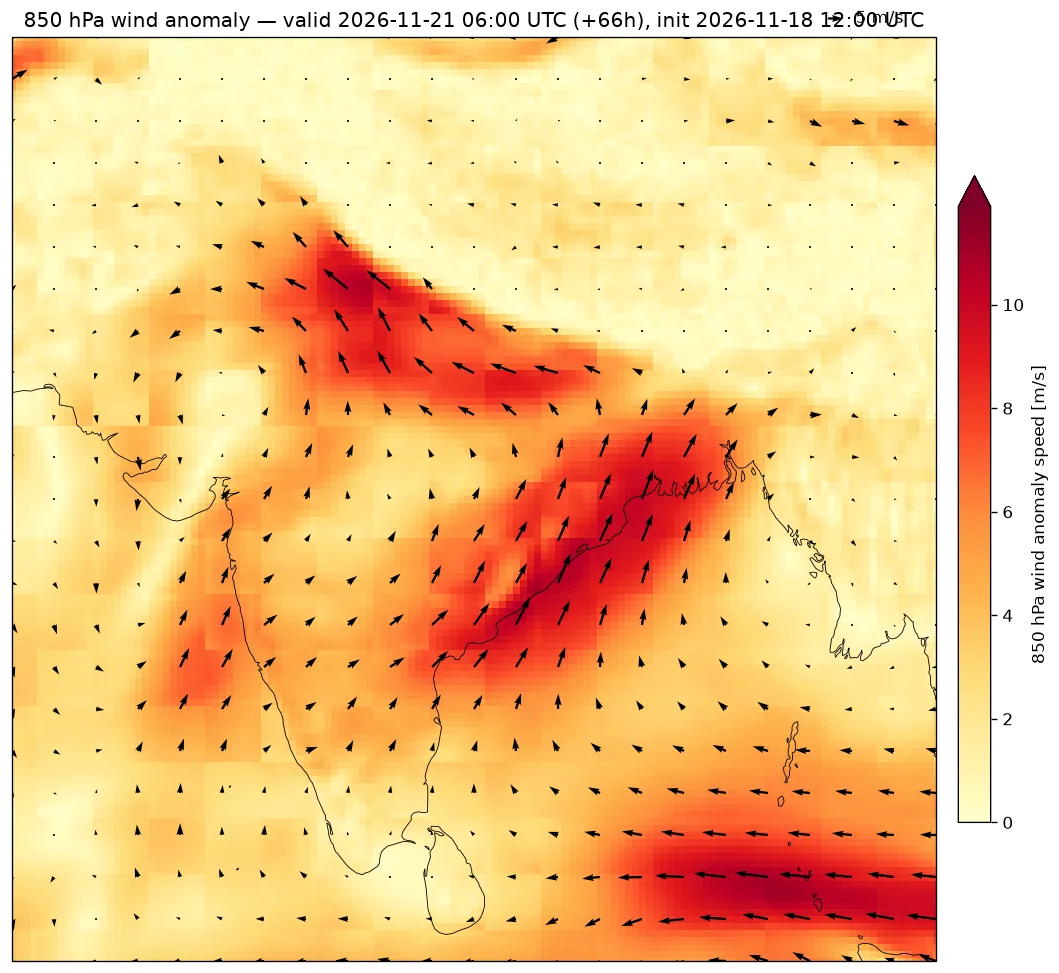 850 hPa wind anomaly — valid 2026-11-21 06:00 UTC (+66h), init 2026-11-18 12:00 UTC
5 m/s
10
8
6
4
2
0
850 hPa wind anomaly speed [m/s]